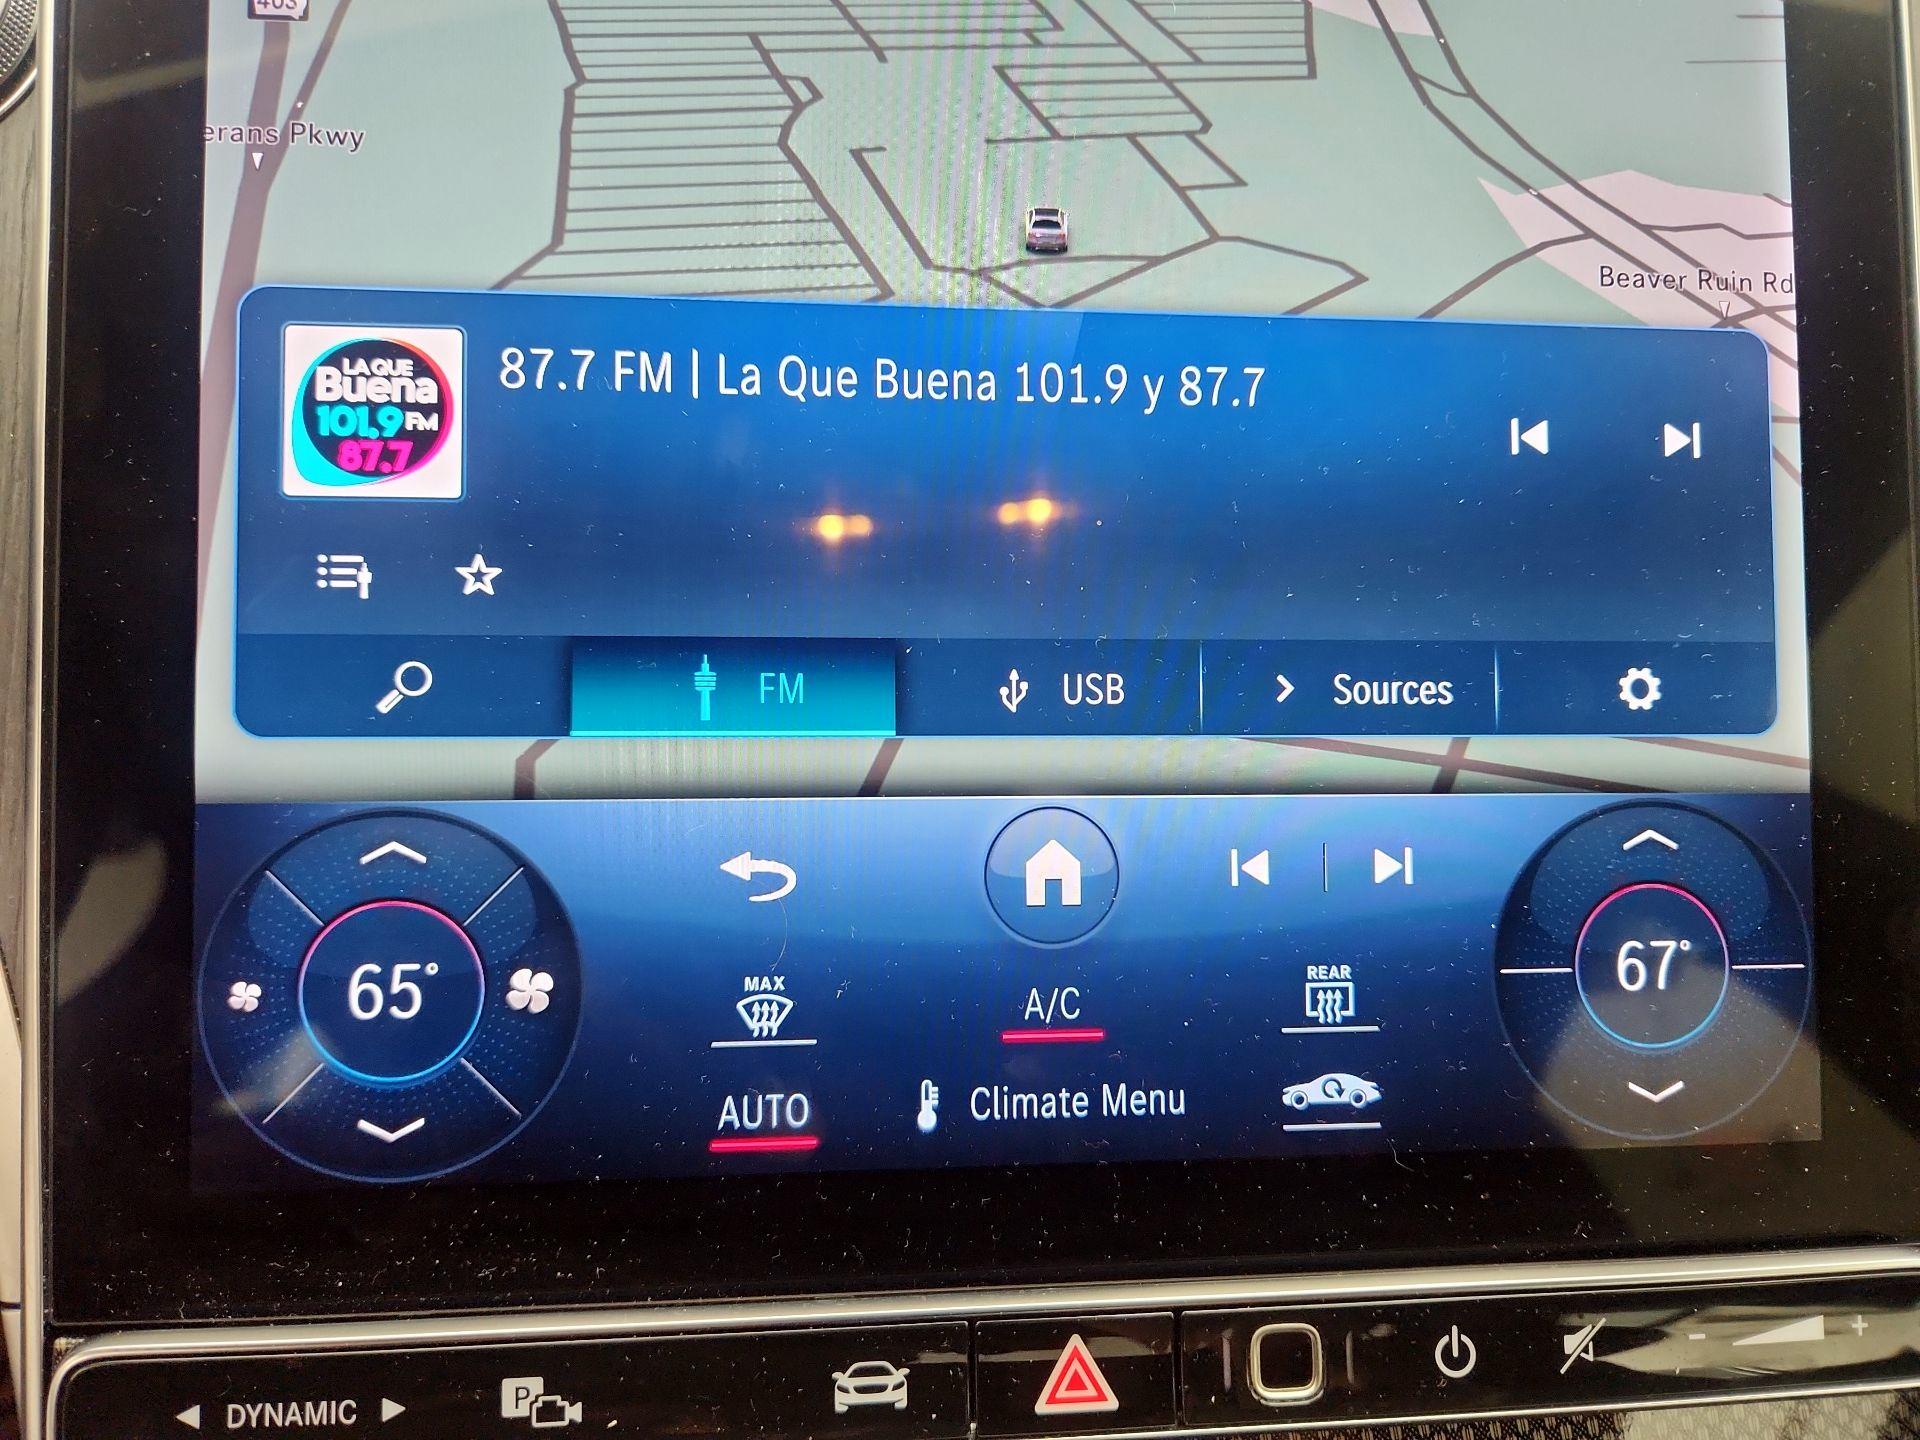 403
erans Pkwy
Beaver Ruin Rd
LA QUE
Buena
101.9 FM
87.7
87.7 FM | La Que Buena 101.9 y 87.7
FM
USB
Sources
65°
67°
MAX
A/C
REAR
AUTO
Climate Menu
DYNAMIC
P
- +